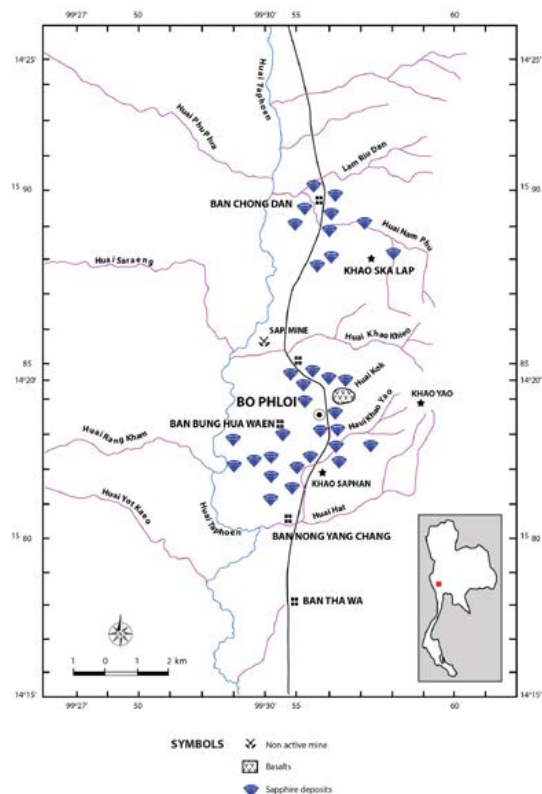 99°27' 50 99°30' 55 60
14°25' 14°25'
Huai Taphoen
Huai Phu Phra
Lam Riu Dan
15 90 15 90
BAN CHONG DAN
Huai Nam Phu
Huai Saraeng
KHAO SKA LAP
SAP MINE
Huai Khao Khieo
85 85
14°20' 14°20'
Huai Kok
BO PHLOI
KHAO YAO
Haui Khao Yao
BAN BUNG HUA WAEN
Huai Rang Kham
KHAO SAPHAN
Huai Yot Kaeo
Huai Taphoen
Huai Hat
15 80 15 80
BAN NONG YANG CHANG
BAN THA WA
1 0 1 2 km
14°15' 14°15'
99°27' 50 99°30' 55 60
SYMBOLS
Non active mine
Basalts
Sapphire deposits